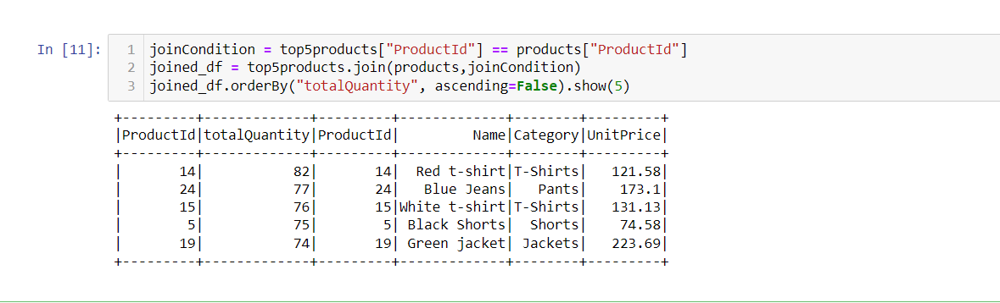 In [11]:
1 joinCondition = top5products["ProductId"] == products["ProductId"]
2 joined_df = top5products.join(products,joinCondition)
3 joined_df.orderBy("totalQuantity", ascending=False).show(5)
+---------+-------------+---------+-------------+--------+---------+
|ProductId|totalQuantity|ProductId|         Name|Category|UnitPrice|
+---------+-------------+---------+-------------+--------+---------+
|       14|           82|       14|  Red t-shirt|T-Shirts|   121.58|
|       24|           77|       24|   Blue Jeans|   Pants|    173.1|
|       15|           76|       15|White t-shirt|T-Shirts|   131.13|
|        5|           75|        5| Black Shorts|  Shorts|    74.58|
|       19|           74|       19| Green jacket| Jackets|   223.69|
+---------+-------------+---------+-------------+--------+---------+